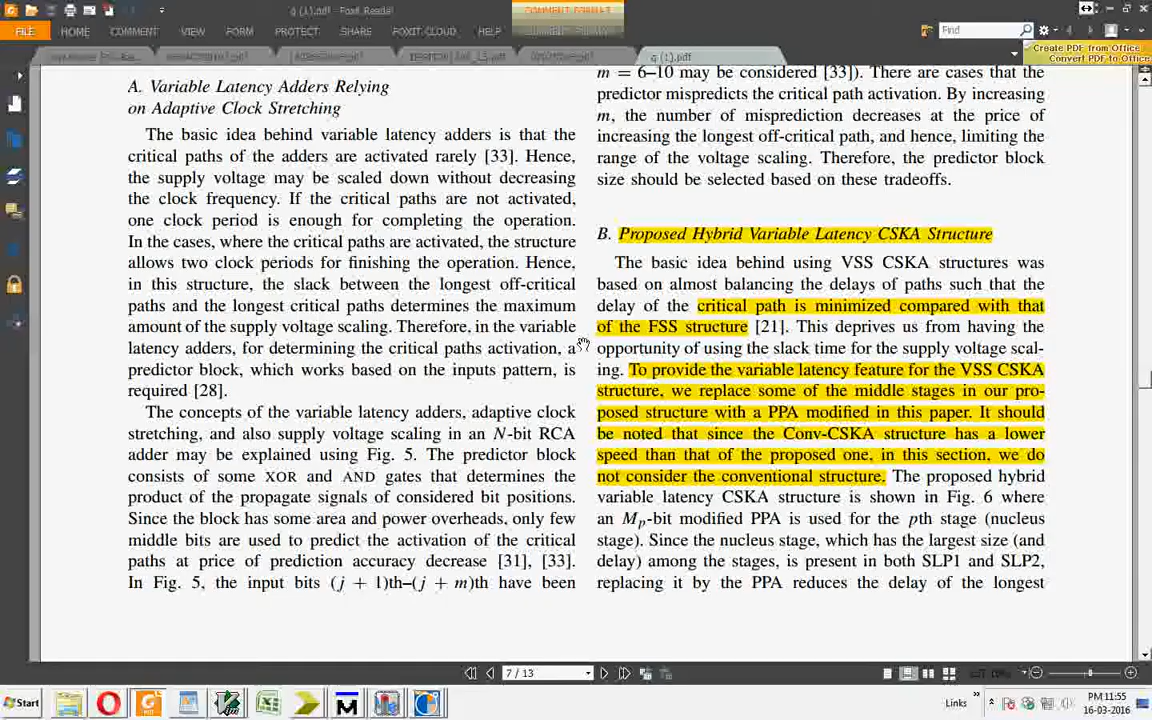 q (1).pdf - Foxit Reader
COMMENT FORMAT
FILE
HOME
COMMENT
VIEW
FORM
PROTECT
SHARE
FOXIT CLOUD
HELP
Find
q (1).pdf
Create PDF from Office
Convert PDF to Office
A. Variable Latency Adders Relying
on Adaptive Clock Stretching
The basic idea behind variable latency adders is that the
critical paths of the adders are activated rarely [33]. Hence,
the supply voltage may be scaled down without decreasing
the clock frequency. If the critical paths are not activated,
one clock period is enough for completing the operation.
In the cases, where the critical paths are activated, the structure
allows two clock periods for finishing the operation. Hence,
in this structure, the slack between the longest off-critical
paths and the longest critical paths determines the maximum
amount of the supply voltage scaling. Therefore, in the variable
latency adders, for determining the critical paths activation, a
predictor block, which works based on the inputs pattern, is
required [28].
The concepts of the variable latency adders, adaptive clock
stretching, and also supply voltage scaling in an N-bit RCA
adder may be explained using Fig. 5. The predictor block
consists of some XOR and AND gates that determines the
product of the propagate signals of considered bit positions.
Since the block has some area and power overheads, only few
middle bits are used to predict the activation of the critical
paths at price of prediction accuracy decrease [31], [33].
In Fig. 5, the input bits (j + 1)th–(j + m)th have been
m = 6–10 may be considered [33]). There are cases that the
predictor mispredicts the critical path activation. By increasing
m, the number of misprediction decreases at the price of
increasing the longest off-critical path, and hence, limiting the
range of the voltage scaling. Therefore, the predictor block
size should be selected based on these tradeoffs.
B. Proposed Hybrid Variable Latency CSKA Structure
The basic idea behind using VSS CSKA structures was
based on almost balancing the delays of paths such that the
delay of the critical path is minimized compared with that
of the FSS structure [21]. This deprives us from having the
opportunity of using the slack time for the supply voltage scal-
ing. To provide the variable latency feature for the VSS CSKA
structure, we replace some of the middle stages in our pro-
posed structure with a PPA modified in this paper. It should
be noted that since the Conv-CSKA structure has a lower
speed than that of the proposed one, in this section, we do
not consider the conventional structure. The proposed hybrid
variable latency CSKA structure is shown in Fig. 6 where
an Mp-bit modified PPA is used for the pth stage (nucleus
stage). Since the nucleus stage, which has the largest size (and
delay) among the stages, is present in both SLP1 and SLP2,
replacing it by the PPA reduces the delay of the longest
7 / 13
Start
Links
PM 11:55
16-03-2016